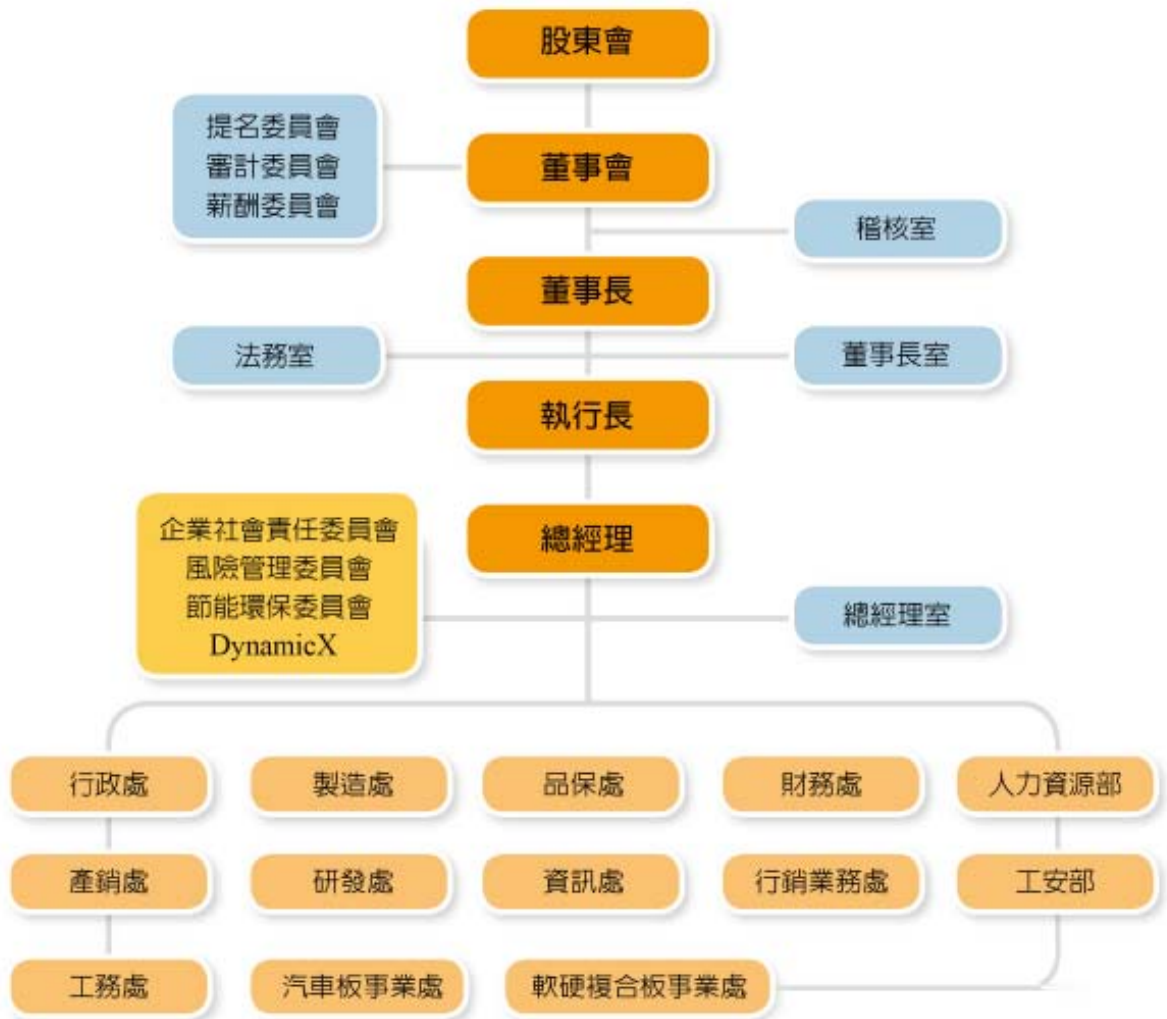 股東會
提名委員會
審計委員會
薪酬委員會
董事會
稽核室
董事長
法務室
董事長室
執行長
總經理
企業社會責任委員會
風險管理委員會
節能環保委員會
DynamicX
總經理室
行政處
製造處
品保處
財務處
人力資源部
產銷處
研發處
資訊處
行銷業務處
工安部
工務處
汽車板事業處
軟硬複合板事業處